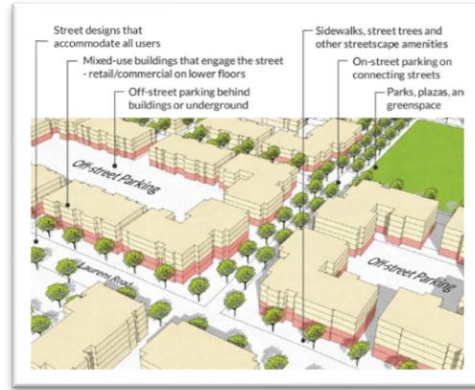 Street designs that
accommodate all users
Mixed-use buildings that engage the street
- retail/commercial on lower floors
Off-street parking behind
buildings or underground
Sidewalks, street trees and
other streetscape amenities
On-street parking on
connecting streets
Parks, plazas, an
greenspace
Off-street Parking
Off-street Parking
Laurens Road